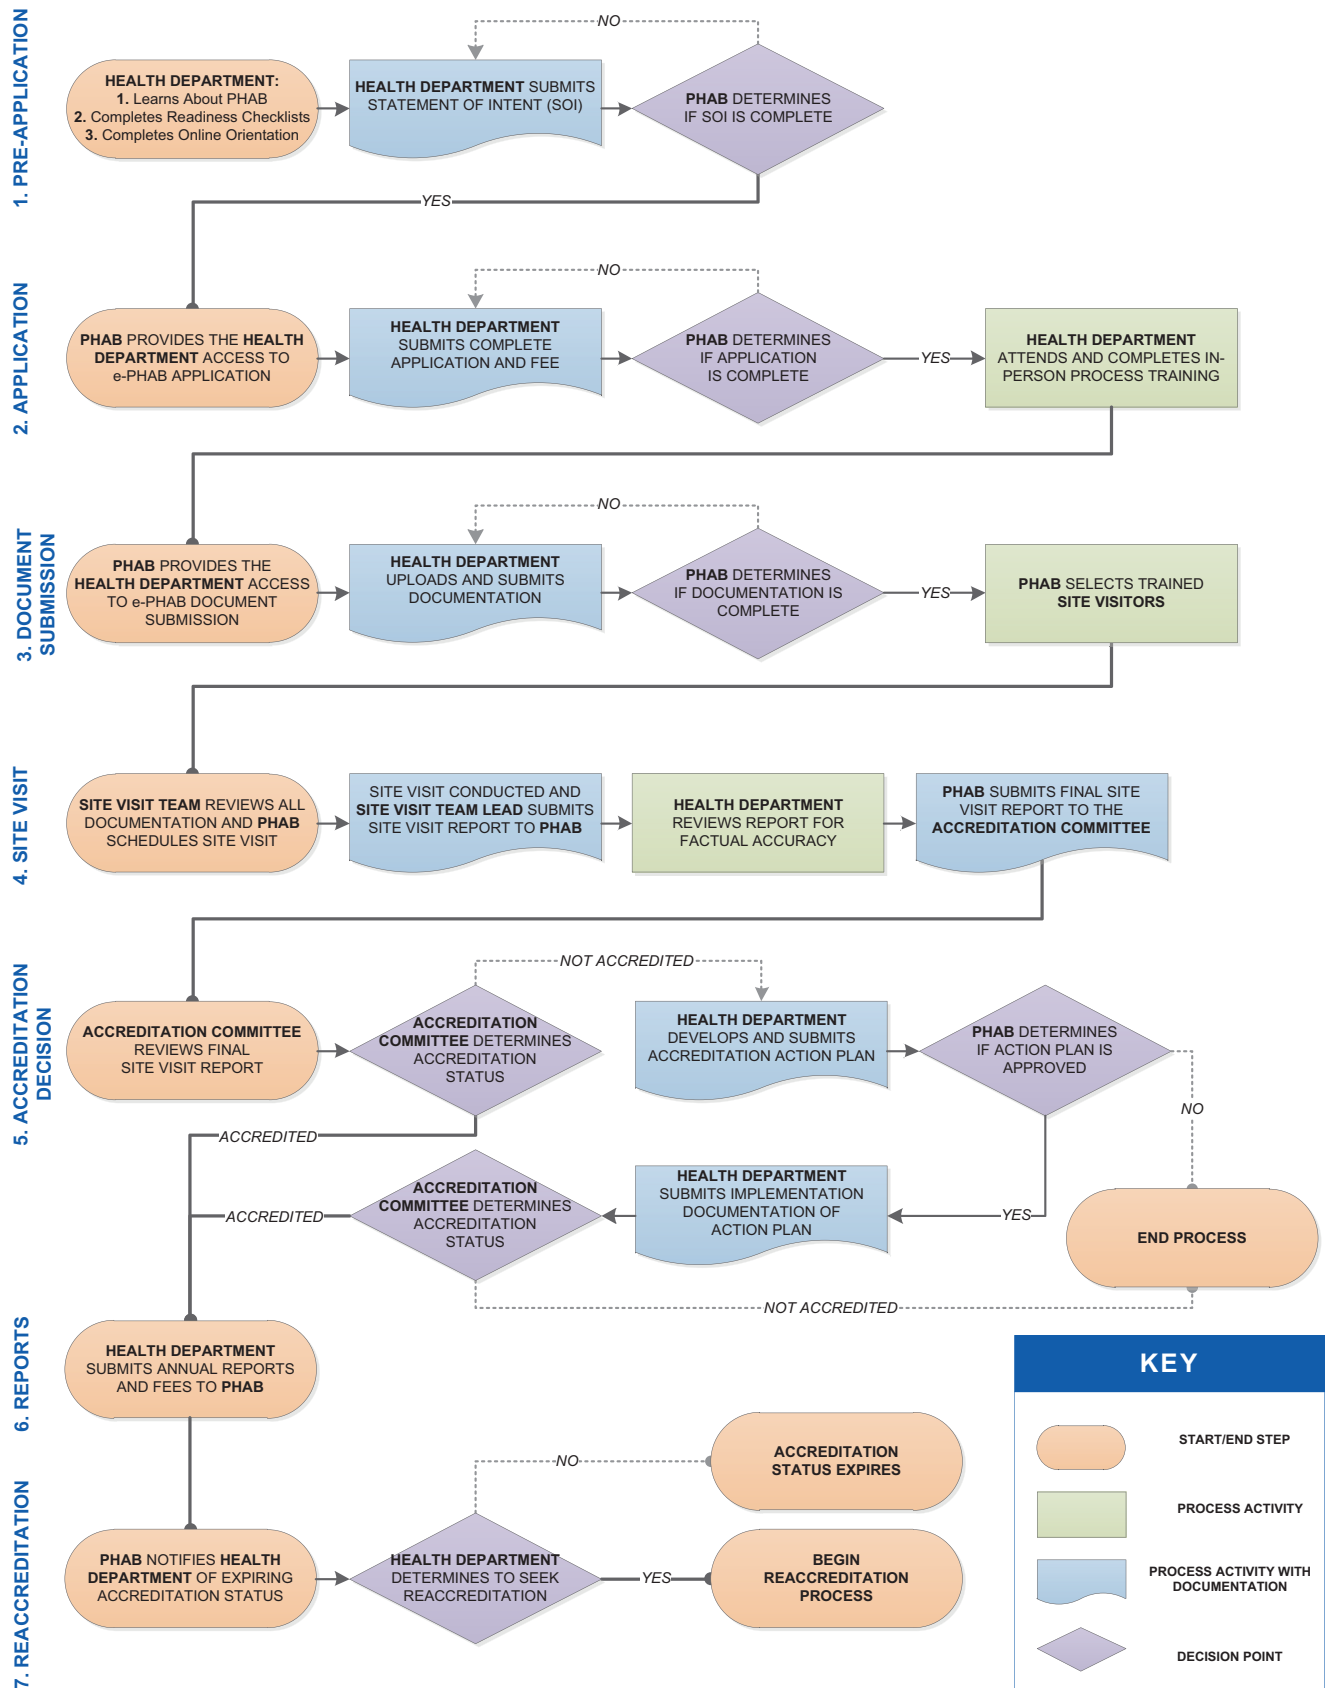 1. PRE-APPLICATION
HEALTH DEPARTMENT:
1. Learns About PHAB
2. Completes Readiness Checklists
3. Completes Online Orientation
HEALTH DEPARTMENT SUBMITS
STATEMENT OF INTENT (SOI)
NO
PHAB DETERMINES
IF SOI IS COMPLETE
YES
2. APPLICATION
PHAB PROVIDES THE HEALTH
DEPARTMENT ACCESS TO
e-PHAB APPLICATION
HEALTH DEPARTMENT
SUBMITS COMPLETE
APPLICATION AND FEE
NO
PHAB DETERMINES
IF APPLICATION
IS COMPLETE
YES
HEALTH DEPARTMENT
ATTENDS AND COMPLETES IN-
PERSON PROCESS TRAINING
3. DOCUMENT
SUBMISSION
PHAB PROVIDES THE
HEALTH DEPARTMENT ACCESS
TO e-PHAB DOCUMENT
SUBMISSION
HEALTH DEPARTMENT
UPLOADS AND SUBMITS
DOCUMENTATION
NO
PHAB DETERMINES
IF DOCUMENTATION IS
COMPLETE
YES
PHAB SELECTS TRAINED
SITE VISITORS
4. SITE VISIT
SITE VISIT TEAM REVIEWS ALL
DOCUMENTATION AND PHAB
SCHEDULES SITE VISIT
SITE VISIT CONDUCTED AND
SITE VISIT TEAM LEAD SUBMITS
SITE VISIT REPORT TO PHAB
HEALTH DEPARTMENT
REVIEWS REPORT FOR
FACTUAL ACCURACY
PHAB SUBMITS FINAL SITE
VISIT REPORT TO THE
ACCREDITATION COMMITTEE
5. ACCREDITATION
DECISION
ACCREDITATION COMMITTEE
REVIEWS FINAL
SITE VISIT REPORT
ACCREDITATION
COMMITTEE DETERMINES
ACCREDITATION
STATUS
NOT ACCREDITED
HEALTH DEPARTMENT
DEVELOPS AND SUBMITS
ACCREDITATION ACTION PLAN
PHAB DETERMINES
IF ACTION PLAN IS
APPROVED
NO
ACCREDITED
ACCREDITED
ACCREDITATION
COMMITTEE DETERMINES
ACCREDITATION
STATUS
HEALTH DEPARTMENT
SUBMITS IMPLEMENTATION
DOCUMENTATION OF
ACTION PLAN
YES
END PROCESS
NOT ACCREDITED
6. REPORTS
HEALTH DEPARTMENT
SUBMITS ANNUAL REPORTS
AND FEES TO PHAB
7. REACCREDITATION
PHAB NOTIFIES HEALTH
DEPARTMENT OF EXPIRING
ACCREDITATION STATUS
HEALTH DEPARTMENT
DETERMINES TO SEEK
REACCREDITATION
NO
ACCREDITATION
STATUS EXPIRES
YES
BEGIN
REACCREDITATION
PROCESS
KEY
START/END STEP
PROCESS ACTIVITY
PROCESS ACTIVITY WITH
DOCUMENTATION
DECISION POINT